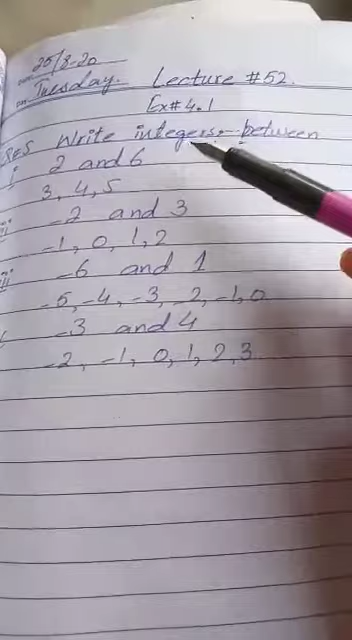 25/8-20
Tuesday. Lecture #52.
Ex#4.1
Write integers between
i 2 and 6
3, 4, 5
ii -2 and 3
-1, 0, 1, 2
iii -6 and 1
-5, -4, -3, -2, -1, 0
-3 and 4
-2, -1, 0, 1, 2, 3